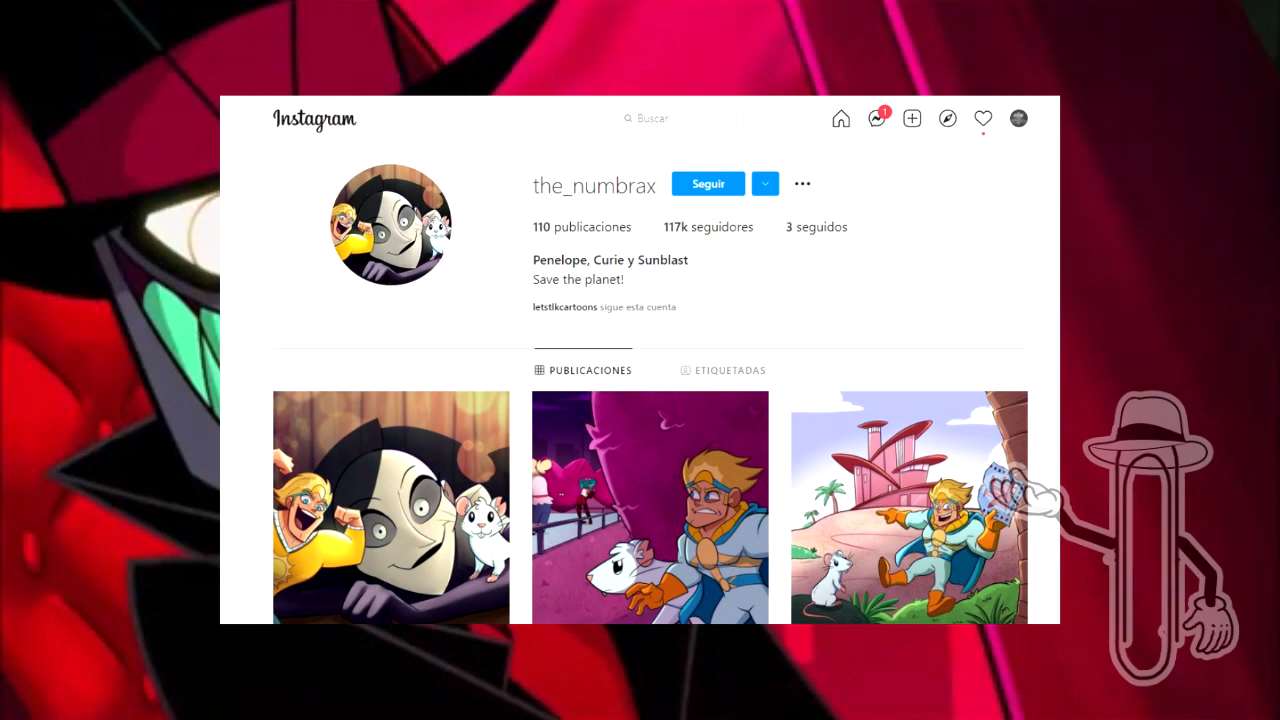 Instagram
Buscar
1
the_numbrax
Seguir
110 publicaciones 117k seguidores 3 seguidos
Penelope, Curie y Sunblast
Save the planet!
letstlkcartoons sigue esta cuenta
PUBLICACIONES ETIQUETADAS